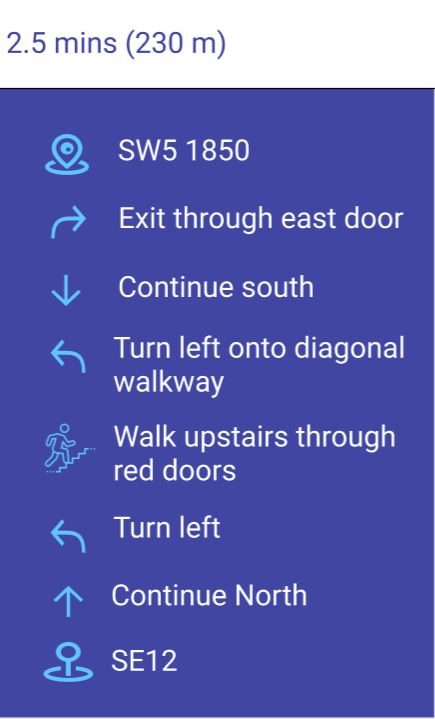 2.5 mins (230 m)
SW5 1850
Exit through east door
Continue south
Turn left onto diagonal
walkway
Walk upstairs through
red doors
Turn left
Continue North
SE12